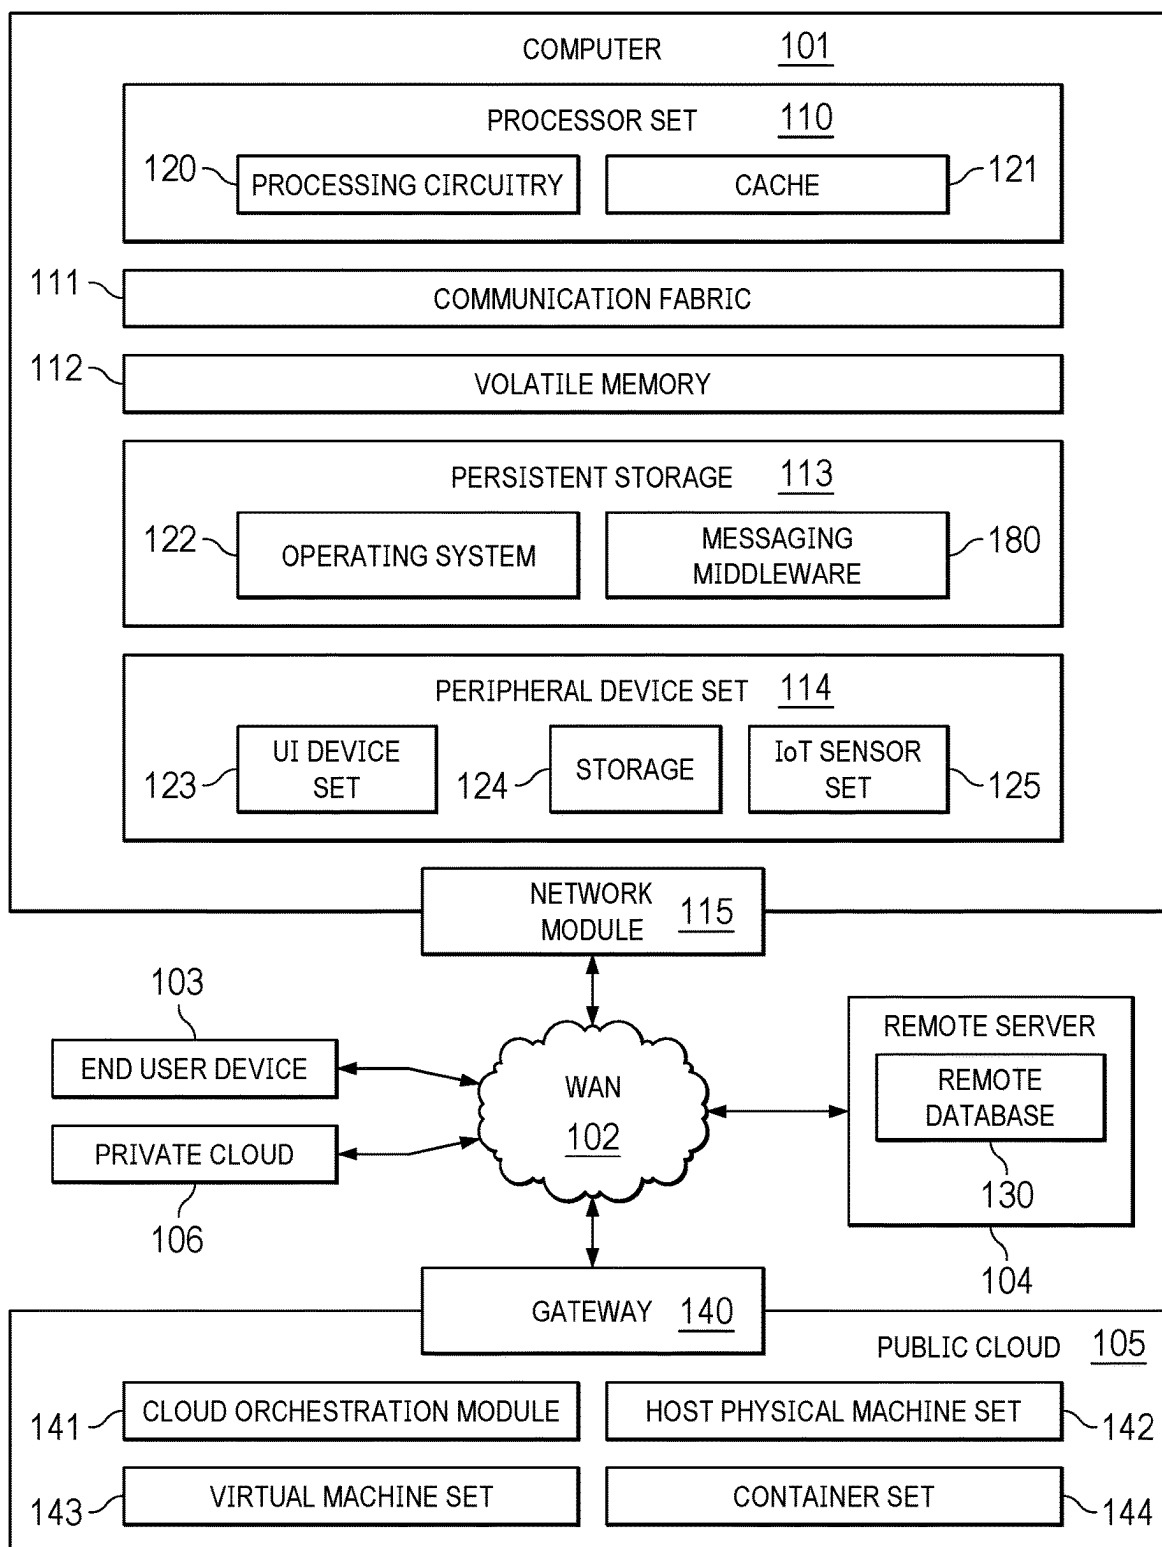 COMPUTER 101
PROCESSOR SET 110
120 PROCESSING CIRCUITRY CACHE 121
111 COMMUNICATION FABRIC
112 VOLATILE MEMORY
PERSISTENT STORAGE 113
122 OPERATING SYSTEM
MESSAGING
MIDDLEWARE
180
PERIPHERAL DEVICE SET 114
123
UI DEVICE
SET
124 STORAGE
IoT SENSOR
SET
125
NETWORK
MODULE
115
103
END USER DEVICE
PRIVATE CLOUD
106
WAN
102
REMOTE SERVER
REMOTE
DATABASE
130
104
GATEWAY 140
PUBLIC CLOUD 105
141 CLOUD ORCHESTRATION MODULE HOST PHYSICAL MACHINE SET 142
143 VIRTUAL MACHINE SET CONTAINER SET 144